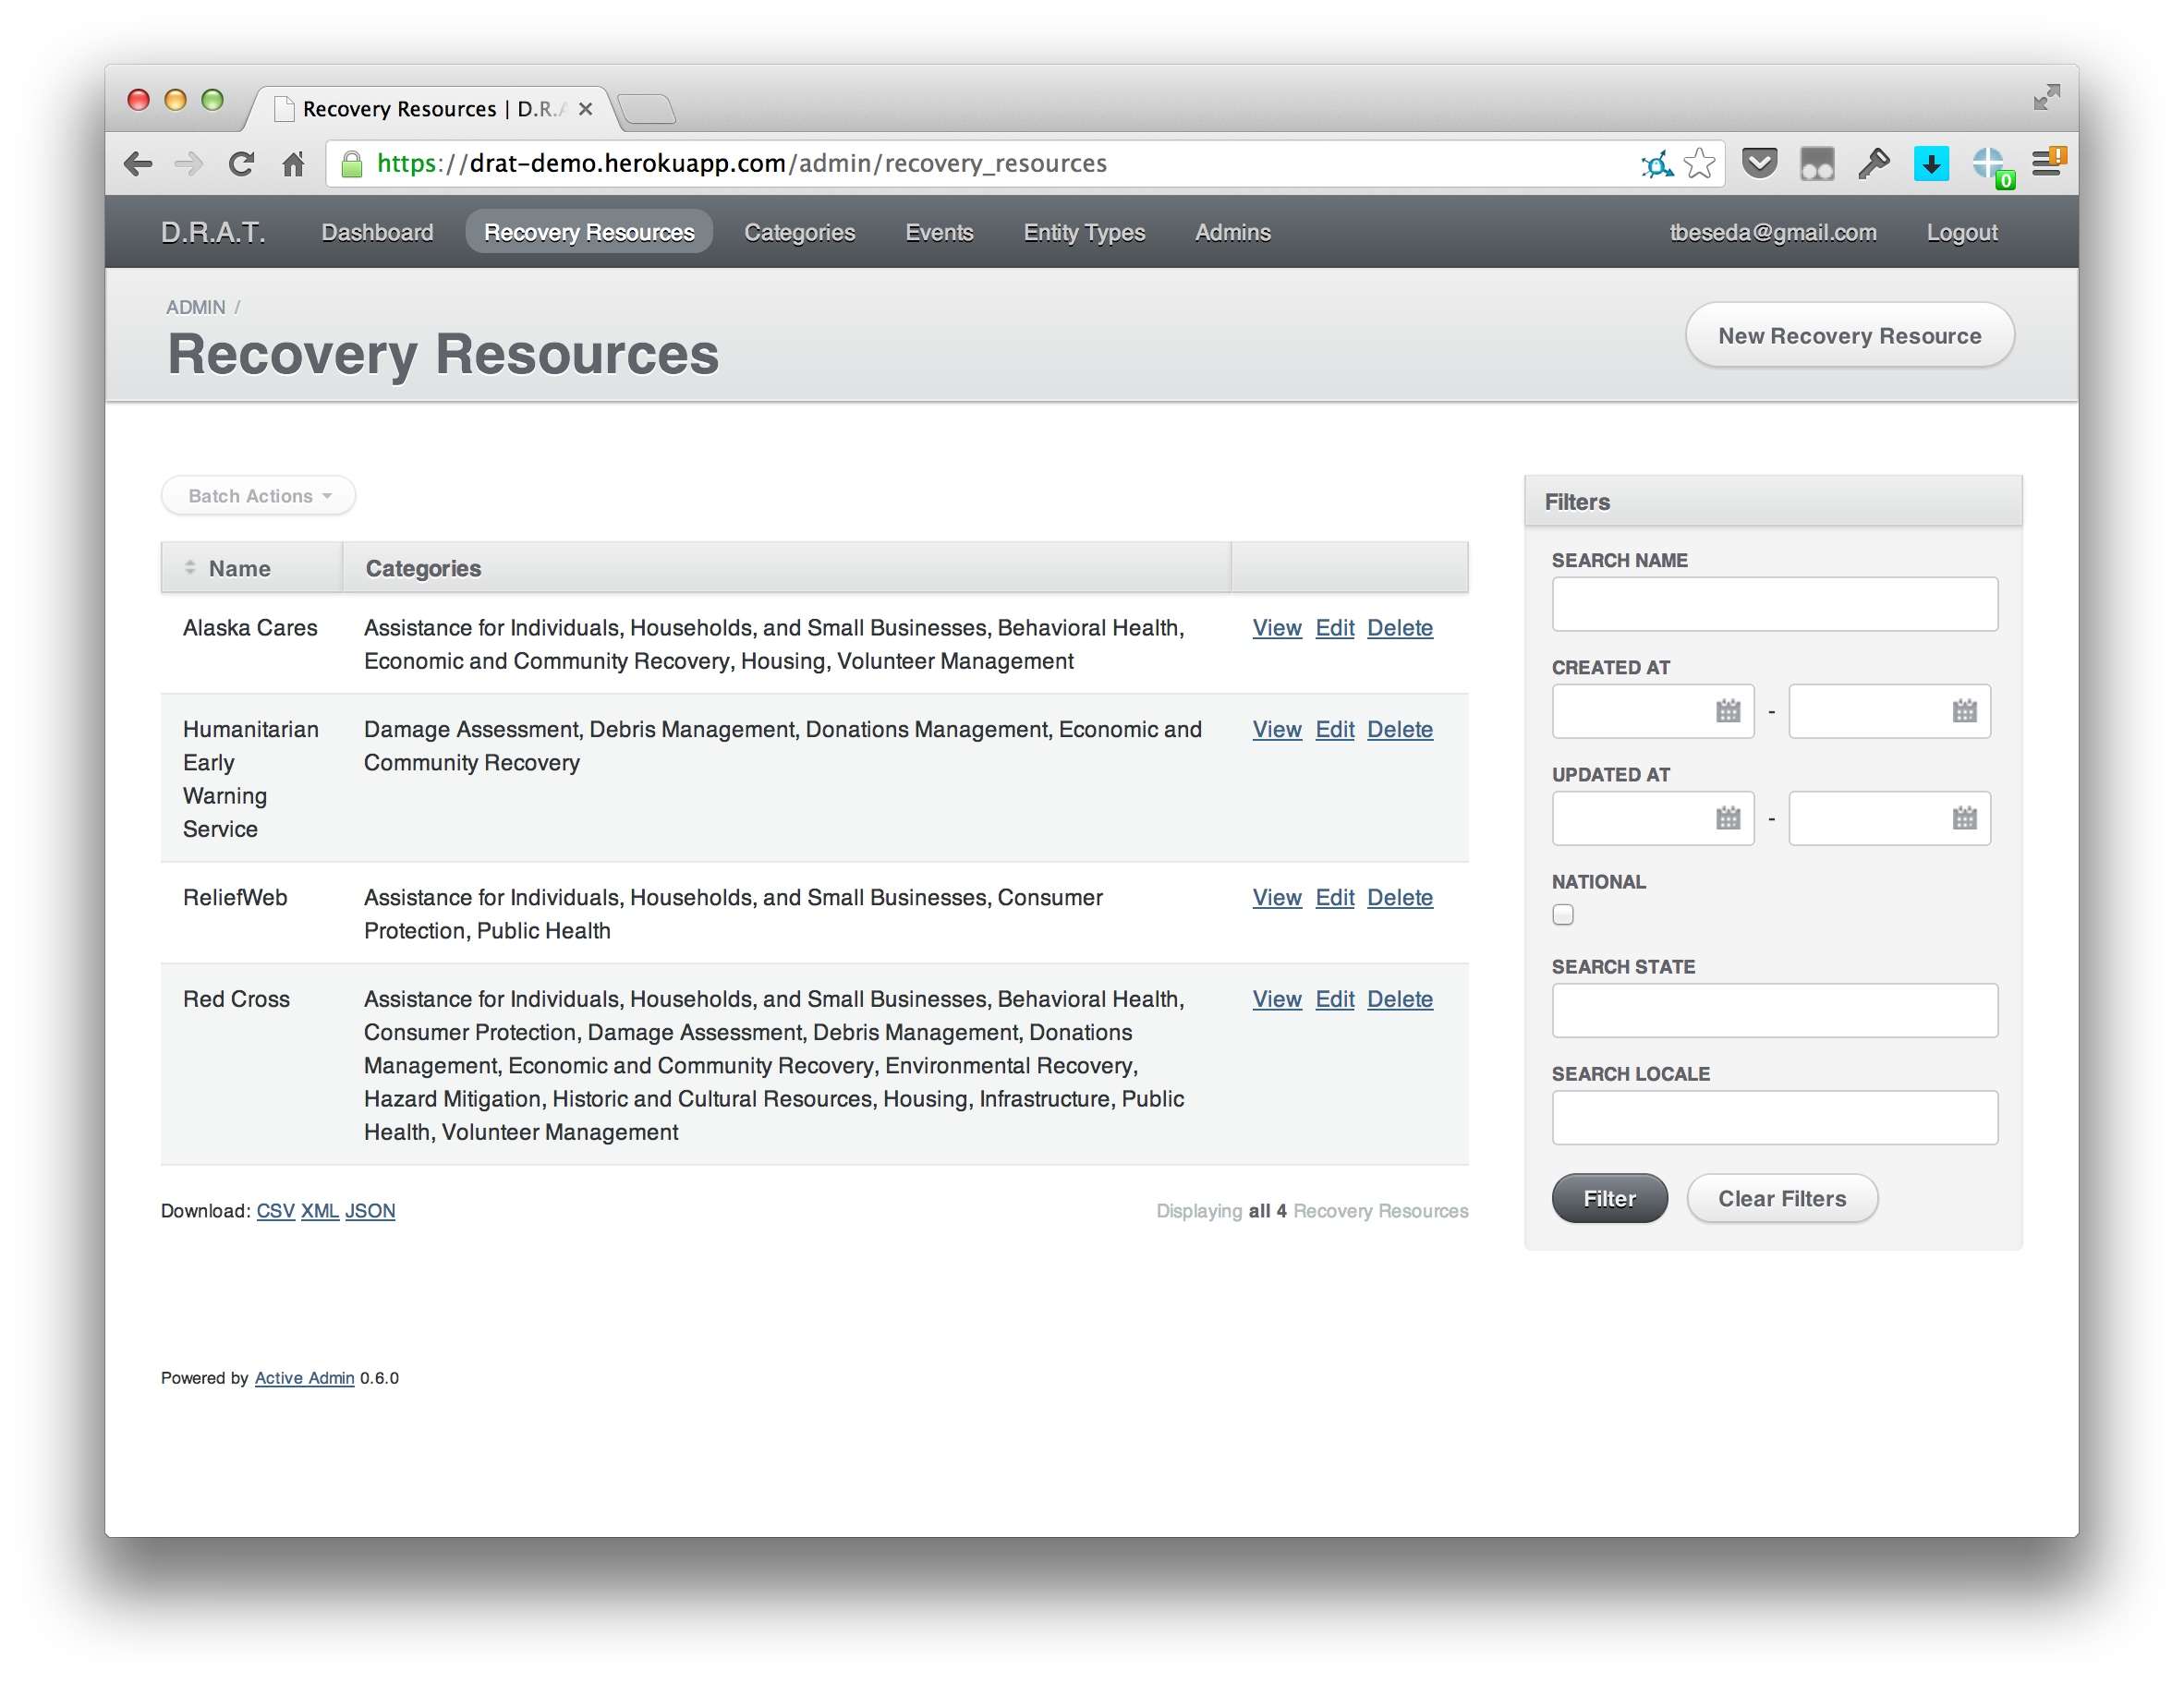 Recovery Resources | D.R.A
https://drat-demo.herokuapp.com/admin/recovery_resources
0
D.R.A.T. Dashboard Recovery Resources Categories Events Entity Types Admins tbeseda@gmail.com Logout
ADMIN /
Recovery Resources
New Recovery Resource
Batch Actions
Name Categories
Alaska Cares Assistance for Individuals, Households, and Small Businesses, Behavioral Health, View Edit Delete
Economic and Community Recovery, Housing, Volunteer Management
Humanitarian Damage Assessment, Debris Management, Donations Management, Economic and View Edit Delete
Early Community Recovery
Warning
Service
ReliefWeb Assistance for Individuals, Households, and Small Businesses, Consumer View Edit Delete
Protection, Public Health
Red Cross Assistance for Individuals, Households, and Small Businesses, Behavioral Health, View Edit Delete
Consumer Protection, Damage Assessment, Debris Management, Donations
Management, Economic and Community Recovery, Environmental Recovery,
Hazard Mitigation, Historic and Cultural Resources, Housing, Infrastructure, Public
Health, Volunteer Management
Download: CSV XML JSON Displaying all 4 Recovery Resources
Filters
SEARCH NAME
CREATED AT
-
UPDATED AT
-
NATIONAL
SEARCH STATE
SEARCH LOCALE
Filter Clear Filters
Powered by Active Admin 0.6.0